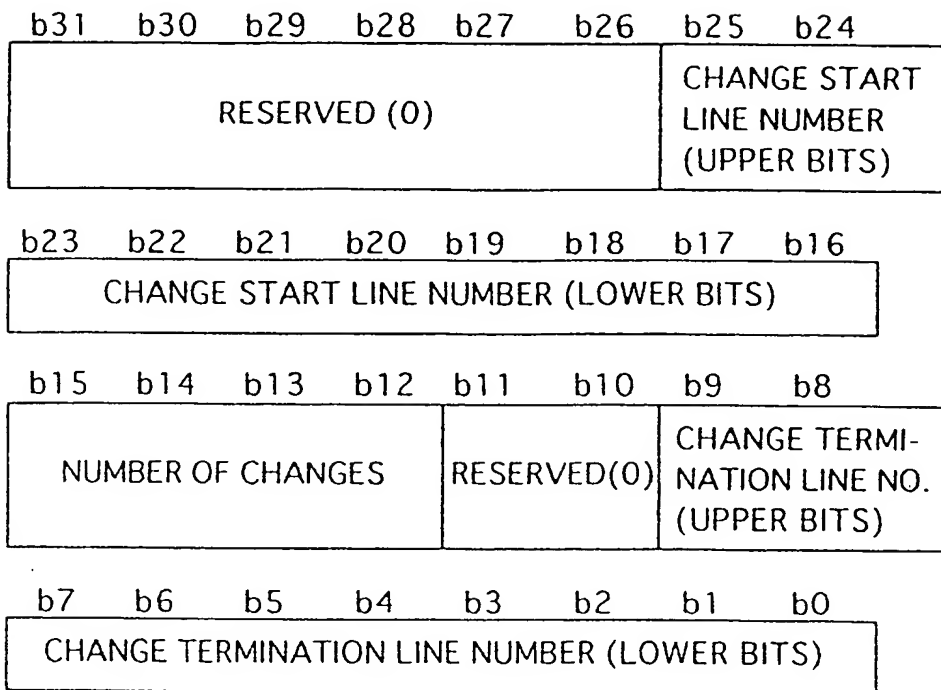 b31 b30 b29 b28 b27 b26 b25 b24
RESERVED (0)
CHANGE START
LINE NUMBER
(UPPER BITS)
b23 b22 b21 b20 b19 b18 b17 b16
CHANGE START LINE NUMBER (LOWER BITS)
b15 b14 b13 b12 b11 b10 b9 b8
NUMBER OF CHANGES
RESERVED(0)
CHANGE TERMI-
NATION LINE NO.
(UPPER BITS)
b7 b6 b5 b4 b3 b2 b1 b0
CHANGE TERMINATION LINE NUMBER (LOWER BITS)